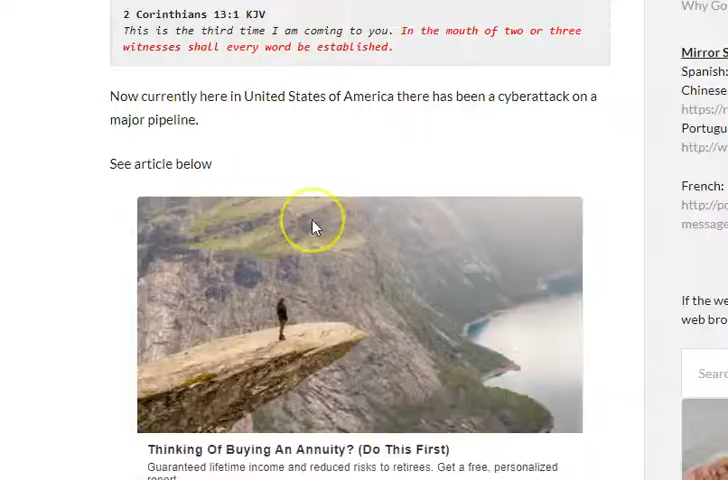 2 Corinthians 13:1 KJV
This is the third time I am coming to you. In the mouth of two or three
witnesses shall every word be established.
Now currently here in United States of America there has been a cyberattack on a
major pipeline.
See article below
Thinking Of Buying An Annuity? (Do This First)
Guaranteed lifetime income and reduced risks to retirees. Get a free, personalized
report
Why Go
Mirror S
Spanish:
Chinese
https://r
Portugu
http://w
French:
http://po
message
If the we
web bro
Searc